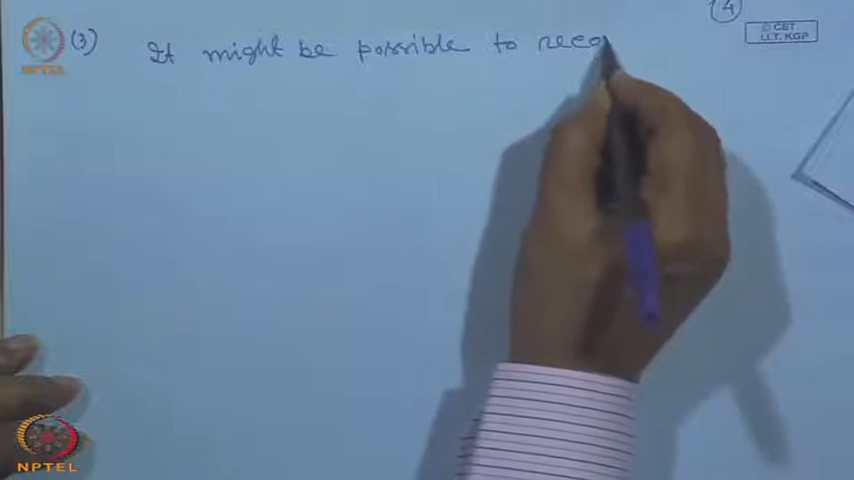 (4)
© CET
I.I.T. KGP
(3) It might be possible to reco
NPTEL
NPTEL